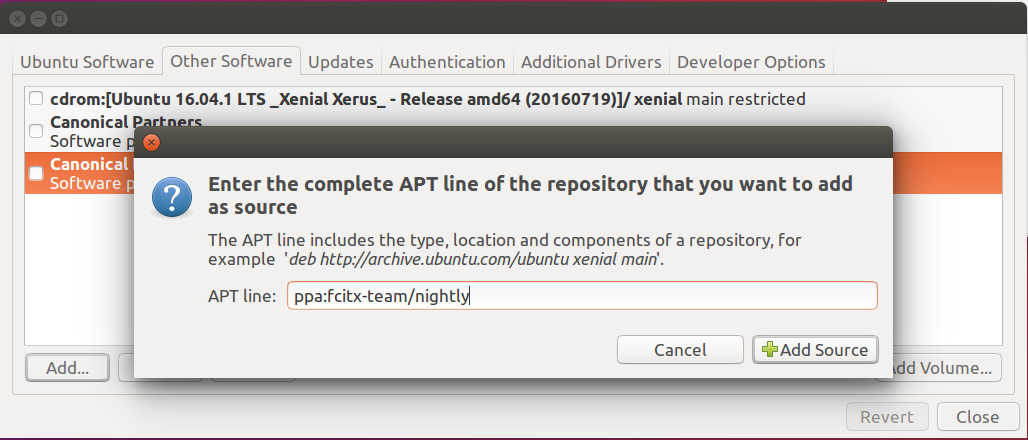 Ubuntu Software Other Software Updates Authentication Additional Drivers Developer Options
cdrom:[Ubuntu 16.04.1 LTS _Xenial Xerus_ - Release amd64 (20160719)]/ xenial main restricted
Canonical Partners
Software
Canonical
Software
Enter the complete APT line of the repository that you want to add
as source
The APT line includes the type, location and components of a repository, for
example 'deb http://archive.ubuntu.com/ubuntu xenial main'.
APT line: ppa:fcitx-team/nightly
Cancel Add Source
Add... Add Volume...
Revert Close